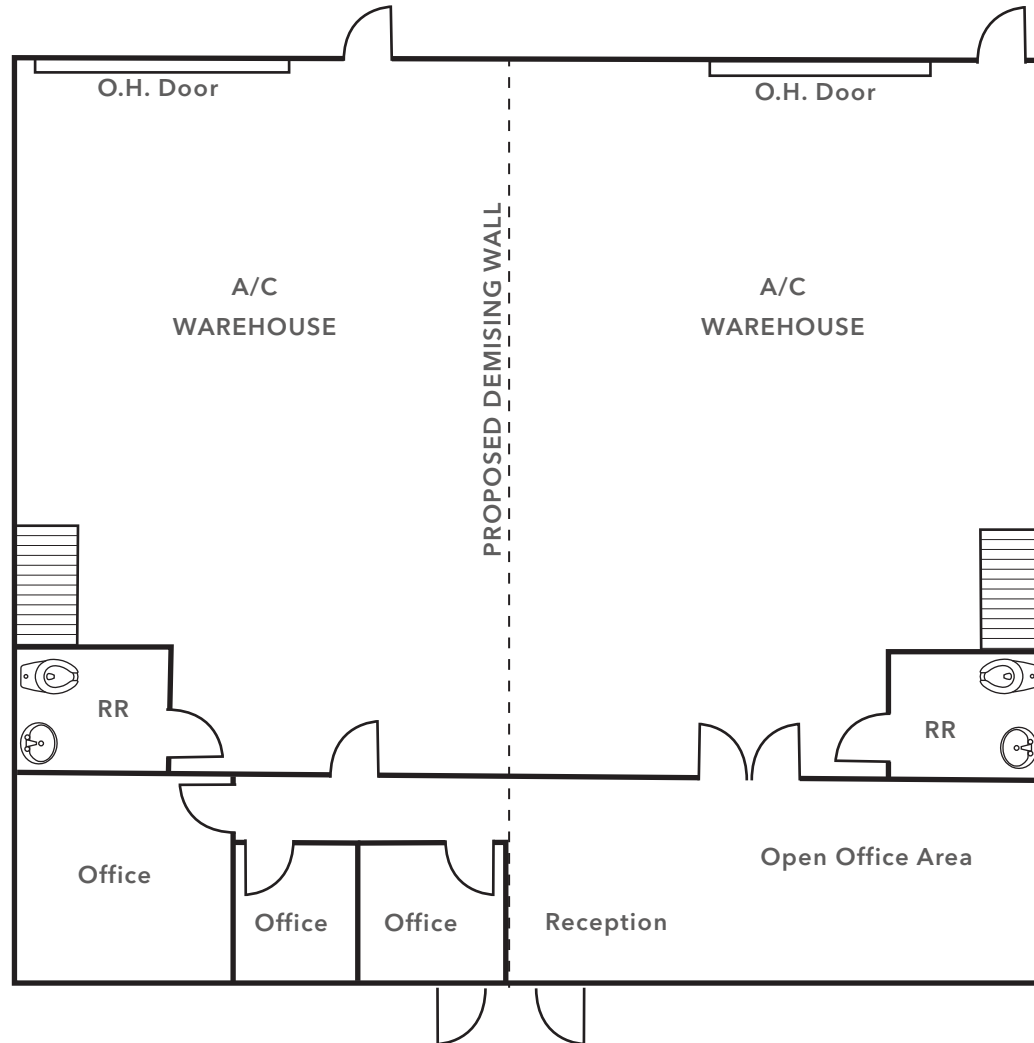 O.H. Door
O.H. Door
A/C
WAREHOUSE
PROPOSED DEMISING WALL
A/C
WAREHOUSE
RR
RR
Office
Office
Office
Reception
Open Office Area